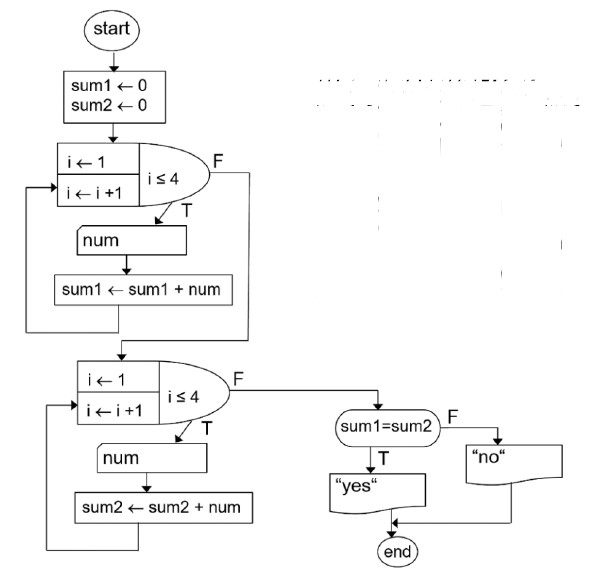 start
sum1 ← 0
sum2 ← 0
i ← 1
i ← i +1
i ≤ 4
F
T
num
sum1 ← sum1 + num
i ← 1
i ← i +1
i ≤ 4
F
T
num
sum2 ← sum2 + num
sum1=sum2
F
T
“no“
“yes“
end